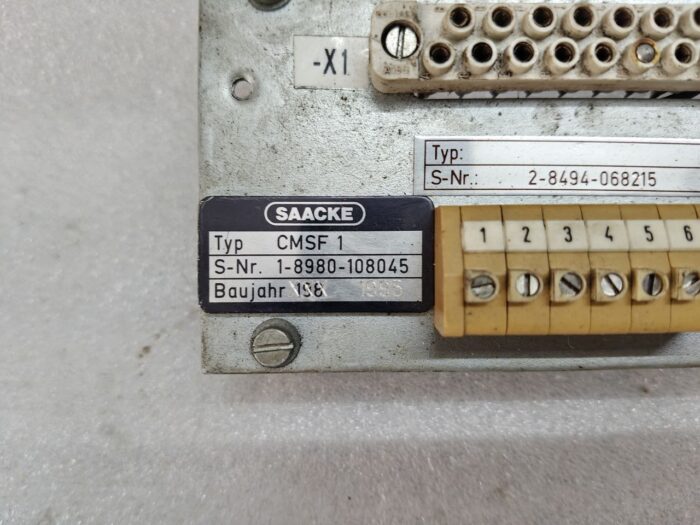 -X1
Typ:
S-Nr.: 2-8494-068215
SAACKE
Typ CMSF 1
S-Nr. 1-8980-108045
Baujahr 198
1 2 3 4 5 6